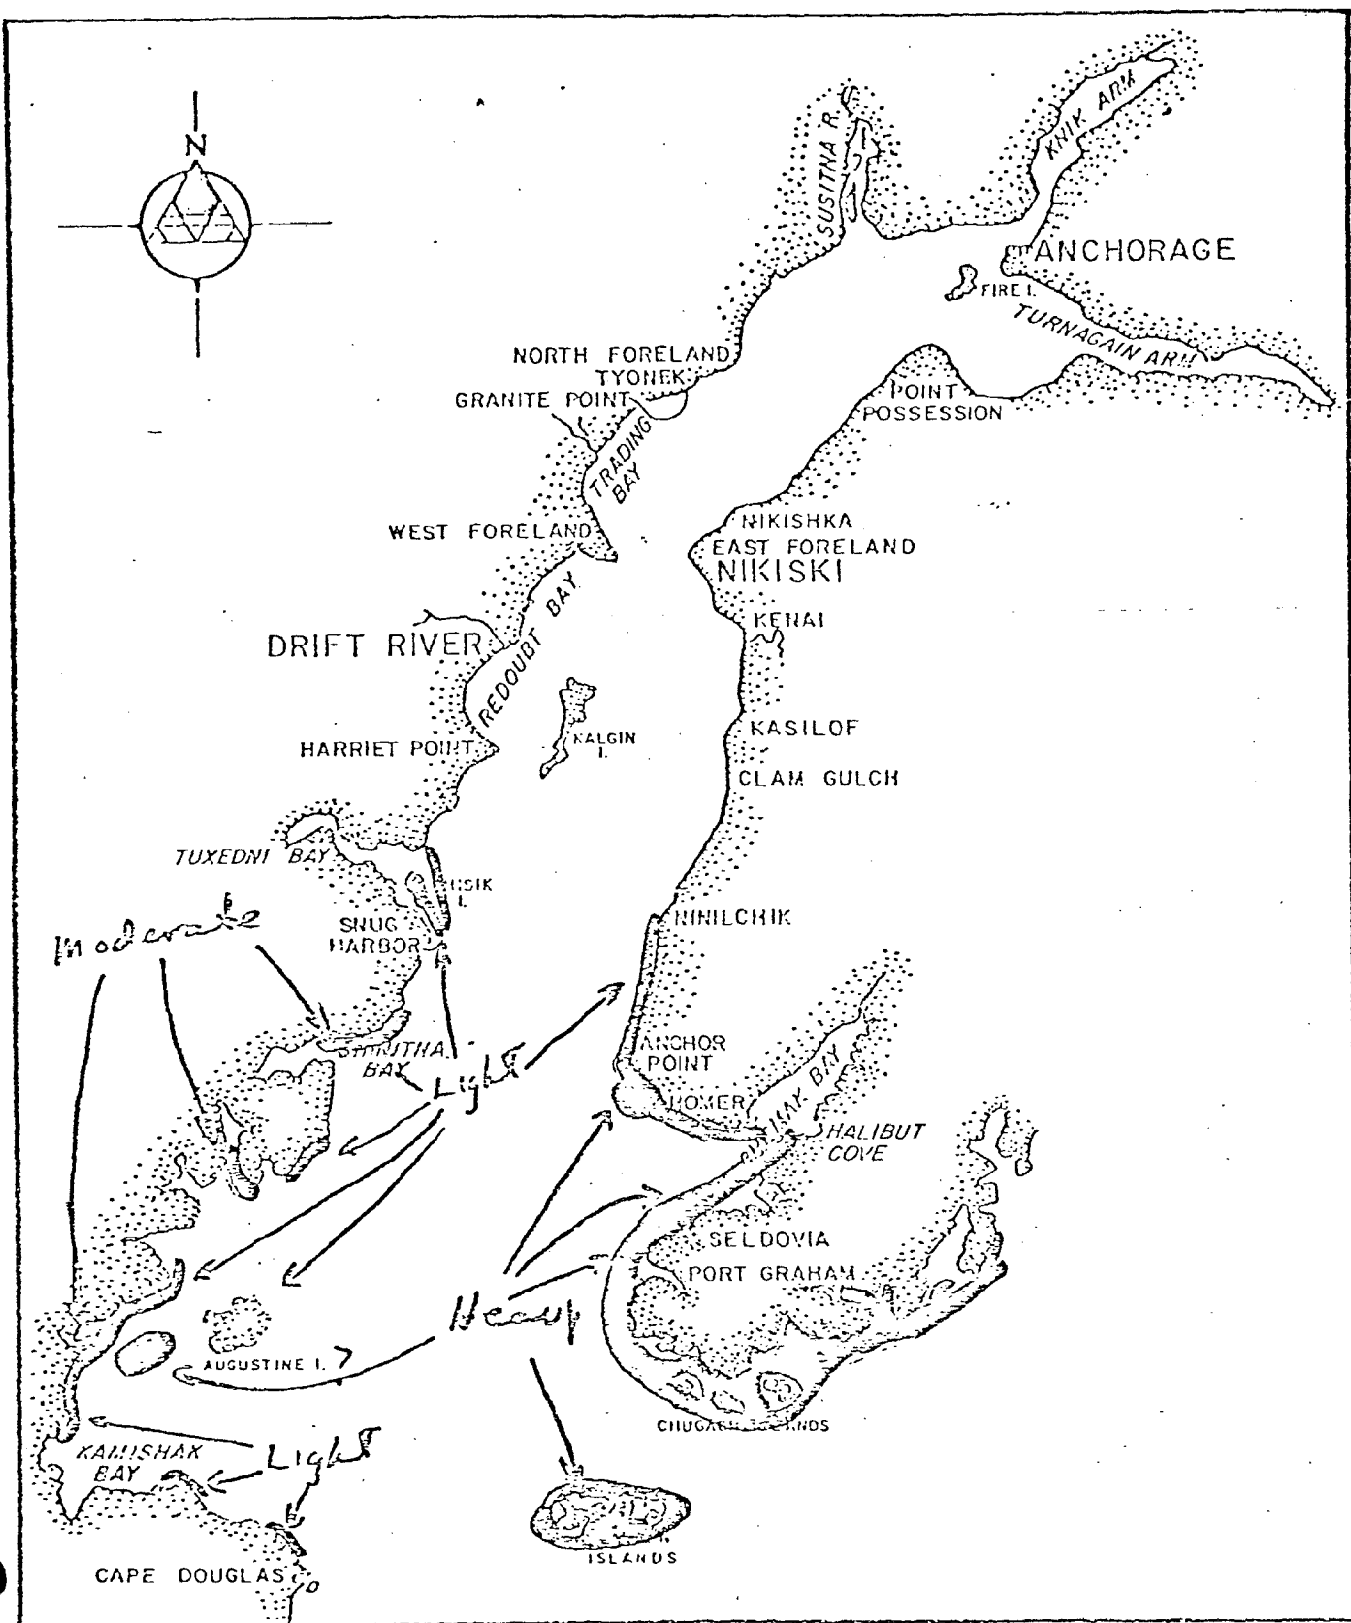 N
SUSITNA R.
KNIK ARM
ANCHORAGE
FIRE I.
TURNAGAIN ARM
NORTH FORELAND
TYONEK
GRANITE POINT
POINT
POSSESSION
TRADING
BAY
WEST FORELAND
NIKISHKA
EAST FORELAND
NIKISKI
KENAI
DRIFT RIVER
REDOUBT BAY
KALGIN
I.
HARRIET POINT
KASILOF
CLAM GULCH
TUXEDNI BAY
I.
SNUG
HARBOR
NINILCHIK
Moderate
ANCHOR
POINT
BAY
Light
HOMER
BAY
HALIBUT
COVE
SELDOVIA
PORT GRAHAM
Heavy
AUGUSTINE I. ?
KAMISHAK
BAY
Light
ISLANDS
CAPE DOUGLAS